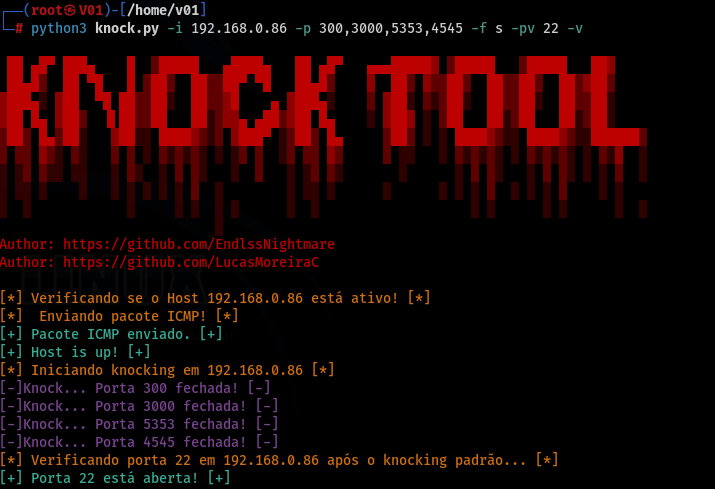 ┌──(root㉿V01)-[/home/v01]
└─# python3 knock.py -i 192.168.0.86 -p 300,3000,5353,4545 -f s -pv 22 -v
KNOCK TOOL
Author: https://github.com/EndlssNightmare
Author: https://github.com/LucasMoreiraC
[*] Verificando se o Host 192.168.0.86 está ativo! [*]
[*]  Enviando pacote ICMP! [*]
[+] Pacote ICMP enviado. [+]
[+] Host is up! [+]
[*] Iniciando knocking em 192.168.0.86 [*]
[-]Knock... Porta 300 fechada! [-]
[-]Knock... Porta 3000 fechada! [-]
[-]Knock... Porta 5353 fechada! [-]
[-]Knock... Porta 4545 fechada! [-]
[*] Verificando porta 22 em 192.168.0.86 após o knocking padrão... [*]
[+] Porta 22 está aberta! [+]